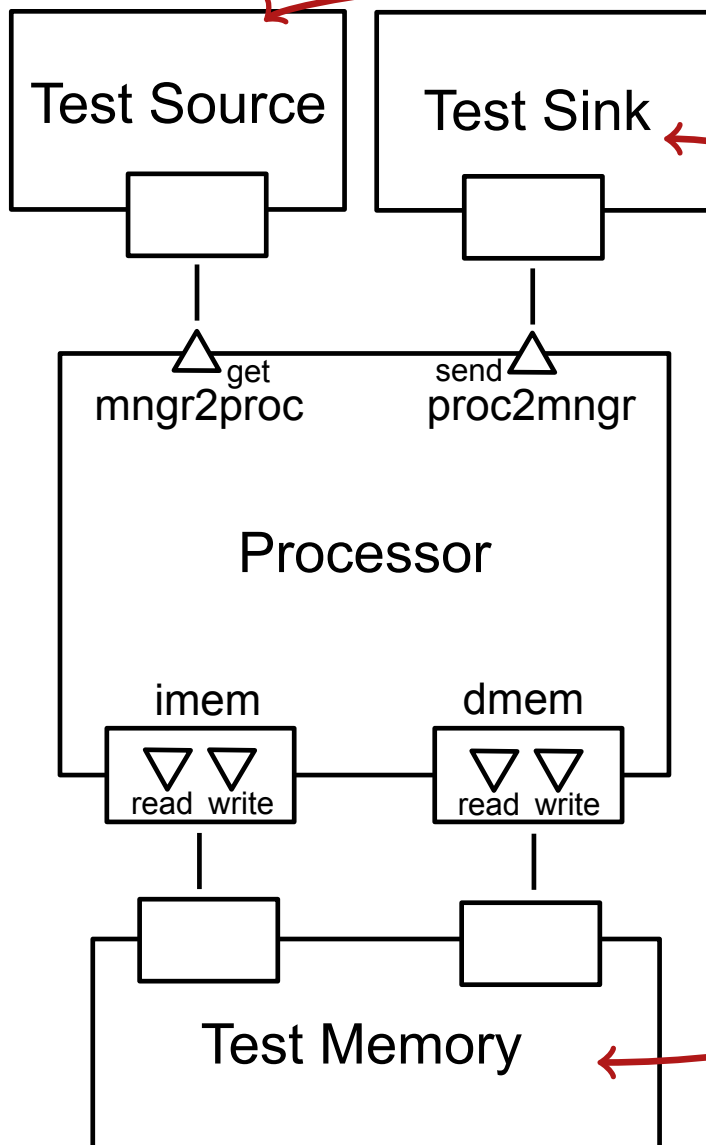 Test Source
Test Sink
get
send
mngr2proc
proc2mngr
Processor
imem
dmem
read write
read write
Test Memory